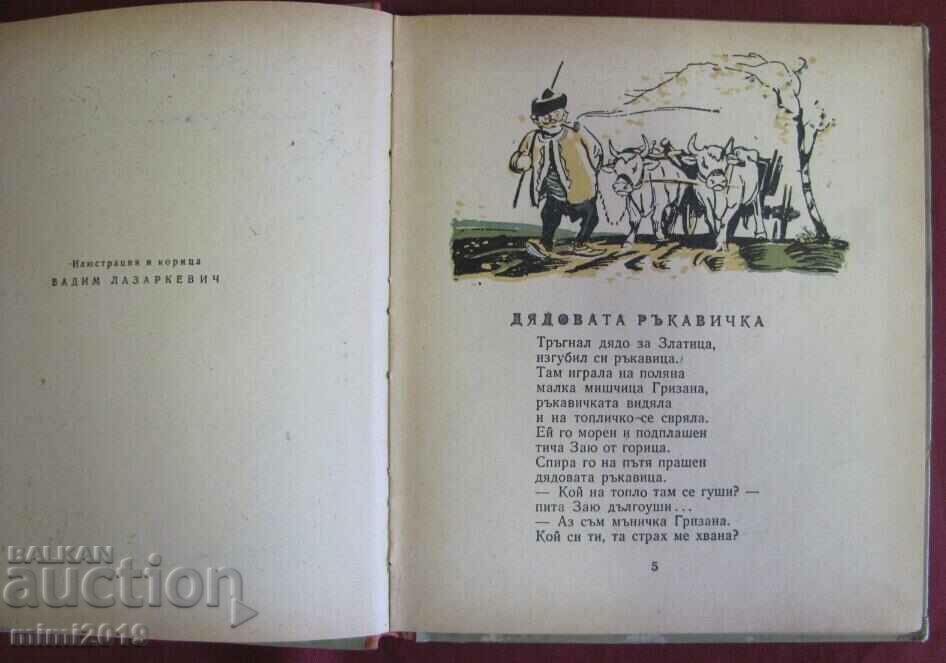 Илюстрации и корица
ВАДИМ ЛАЗАРКЕВИЧ
ДЯДОВАТА РЪКАВИЧКА
Тръгнал дядо за Златица,
изгубил си ръкавица.
Там играла на поляна
малка мишчица Гризана,
ръкавичката видяла
и на топличко се свряла.
Ей го морен и подплашен
тича Заю от горица.
Спира го на пътя прашен
дядовата ръкавица.
— Кой на топло там се гуши? —
пита Заю дългоуши...
— Аз съм мъничка Гризана.
Кой си ти, та страх ме хвана?
5
BALKAN
auction
mimi2019